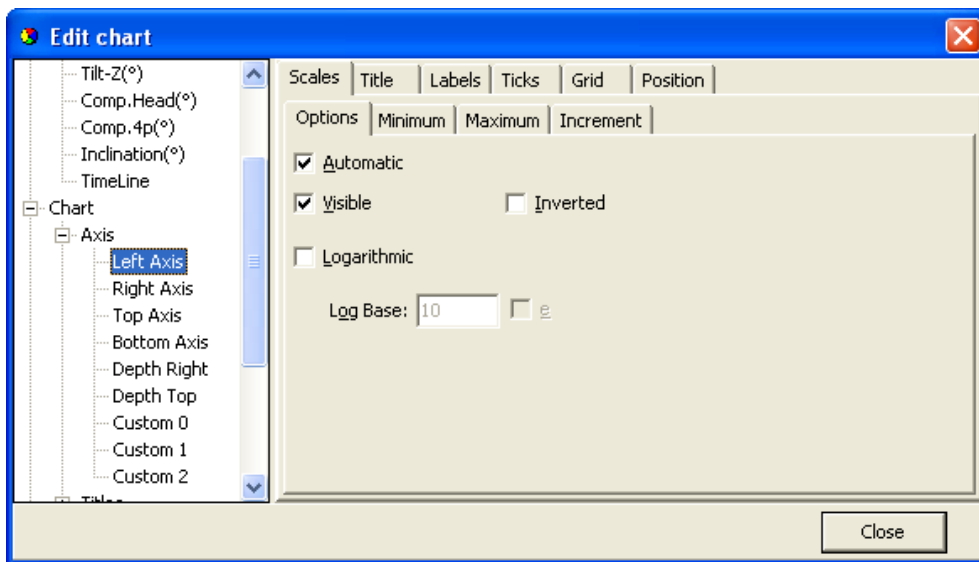 Edit chart
Tilt-Z(°)
Comp.Head(°)
Comp.4p(°)
Inclination(°)
TimeLine
Chart
Axis
Left Axis
Right Axis
Top Axis
Bottom Axis
Depth Right
Depth Top
Custom 0
Custom 1
Custom 2
Titles
Scales Title Labels Ticks Grid Position
Options Minimum Maximum Increment
Automatic
Visible Inverted
Logarithmic
Log Base: 10 e
Close